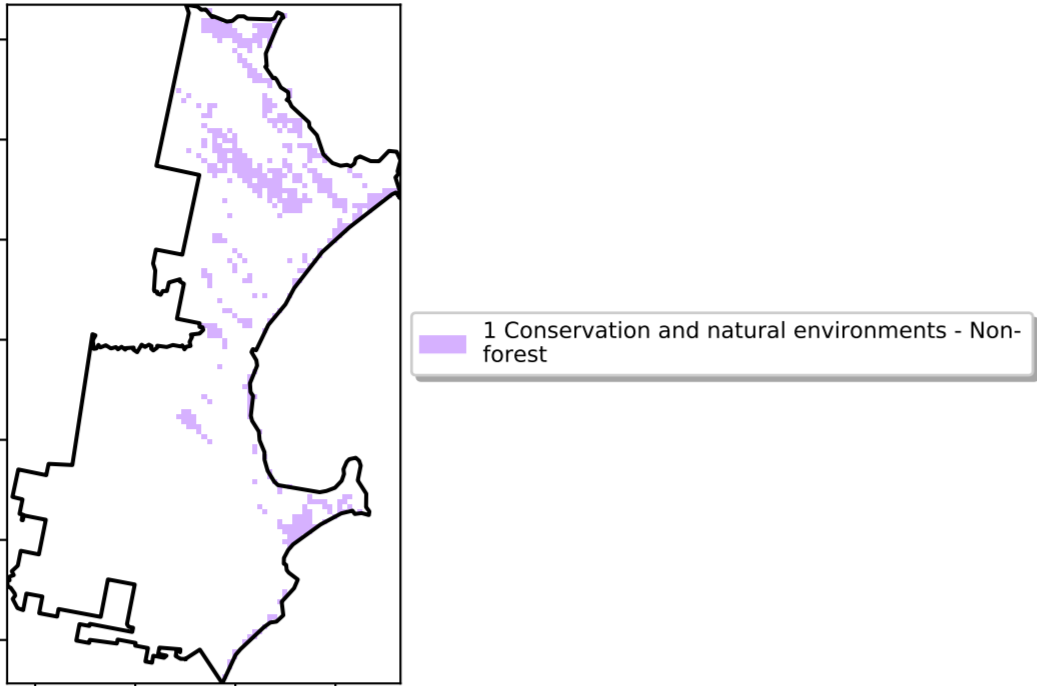 1 Conservation and natural environments - Non-
forest